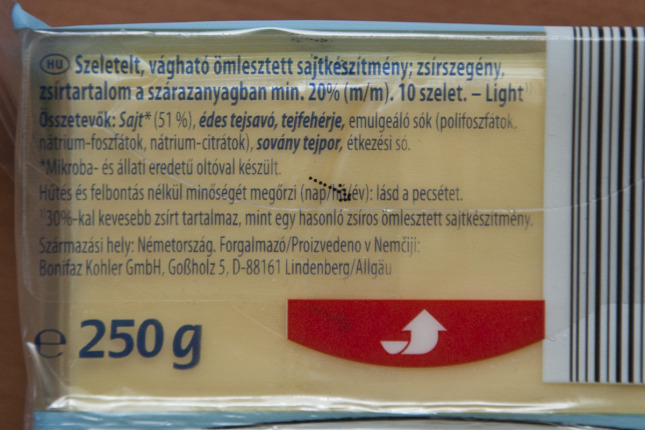 HU Szeletelt, vágható ömlesztett sajtkészítmény; zsírszegény,
zsírtartalom a szárazanyagban min. 20% (m/m). 10 szelet. – Light¹⁾
Összetevők: Sajt* (51 %), édes tejsavó, tejfehérje, emulgeáló sók (polifoszfátok,
nátrium-foszfátok, nátrium-citrátok), sovány tejpor, étkezési só.
*Mikroba- és állati eredetű oltóval készült.
Hűtés és felbontás nélkül minőségét megőrzi (nap/hó/év): lásd a pecsétet.
¹⁾30%-kal kevesebb zsírt tartalmaz, mint egy hasonló zsíros ömlesztett sajtkészítmény.
Származási hely: Németország. Forgalmazó/Proizvedeno v Nemčiji:
Bonifaz Kohler GmbH, Goßholz 5, D-88161 Lindenberg/Allgäu
℮ 250 g